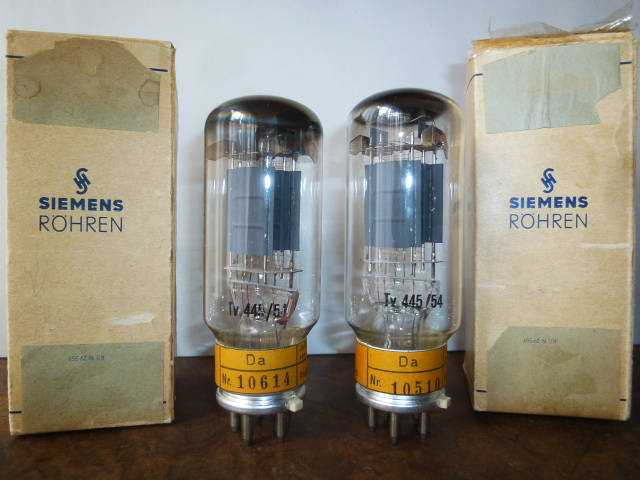 SIEMENS
RÖHREN
Tv 445/54
Da
Nr. 10614
Tv 445/54
Da
Nr. 10510
SIEMENS
RÖHREN